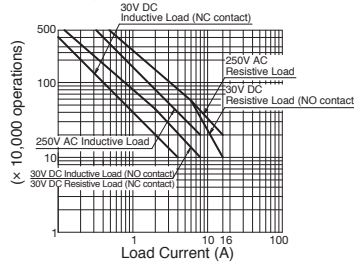 30V DC
Inductive Load (NC contact)
500
250V AC
Resistive Load
30V DC
Resistive Load (NO contact
100
(× 10,000 operations)
250V AC Inductive Load
10
30V DC Inductive Load (NO contact)
30V DC Resistive Load (NC contact)
1
1
10 16
100
Load Current (A)